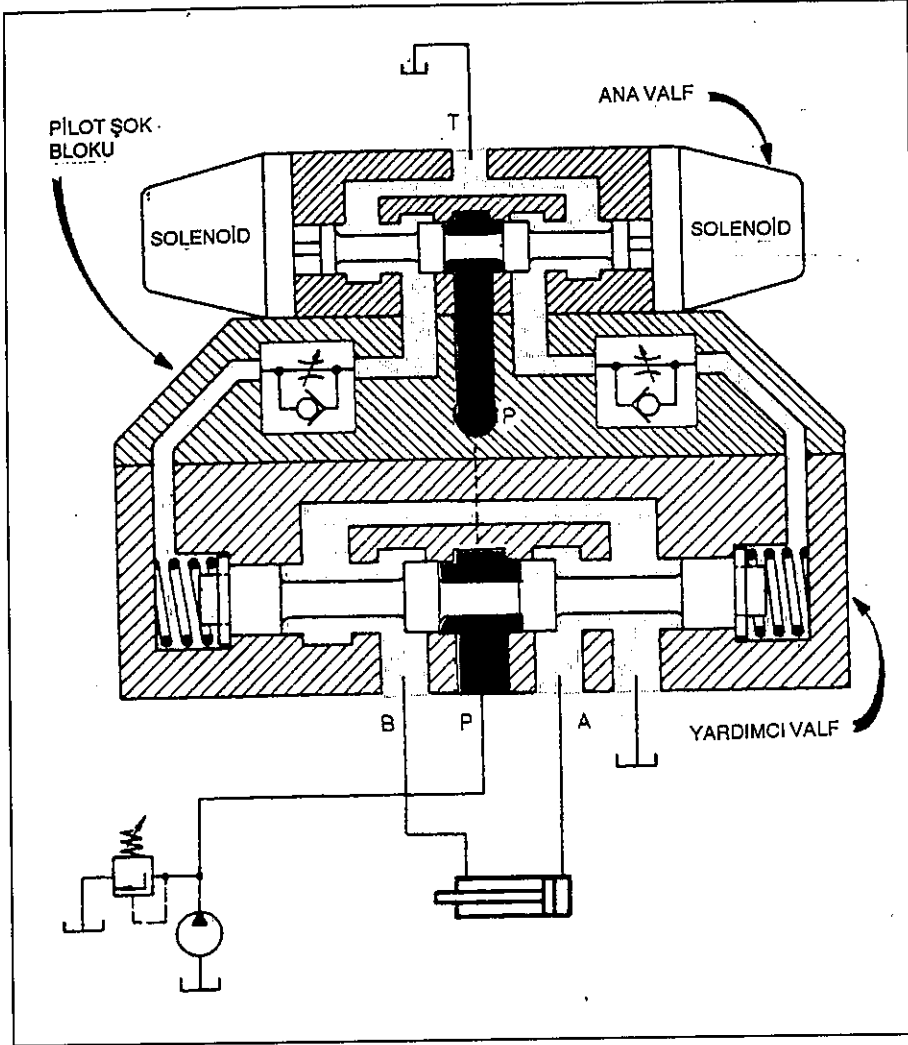 T
ANA VALF
PİLOT ŞOK
BLOKU
SOLENOİD
SOLENOİD
P
B
P
A
YARDIMCI VALF